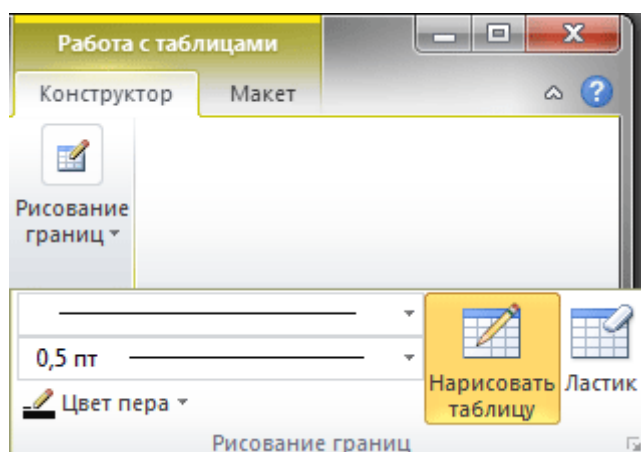 Работа с таблицами
Конструктор Макет
Рисование
границ
0,5 пт
Нарисовать
таблицу
Ластик
Цвет пера
Рисование границ